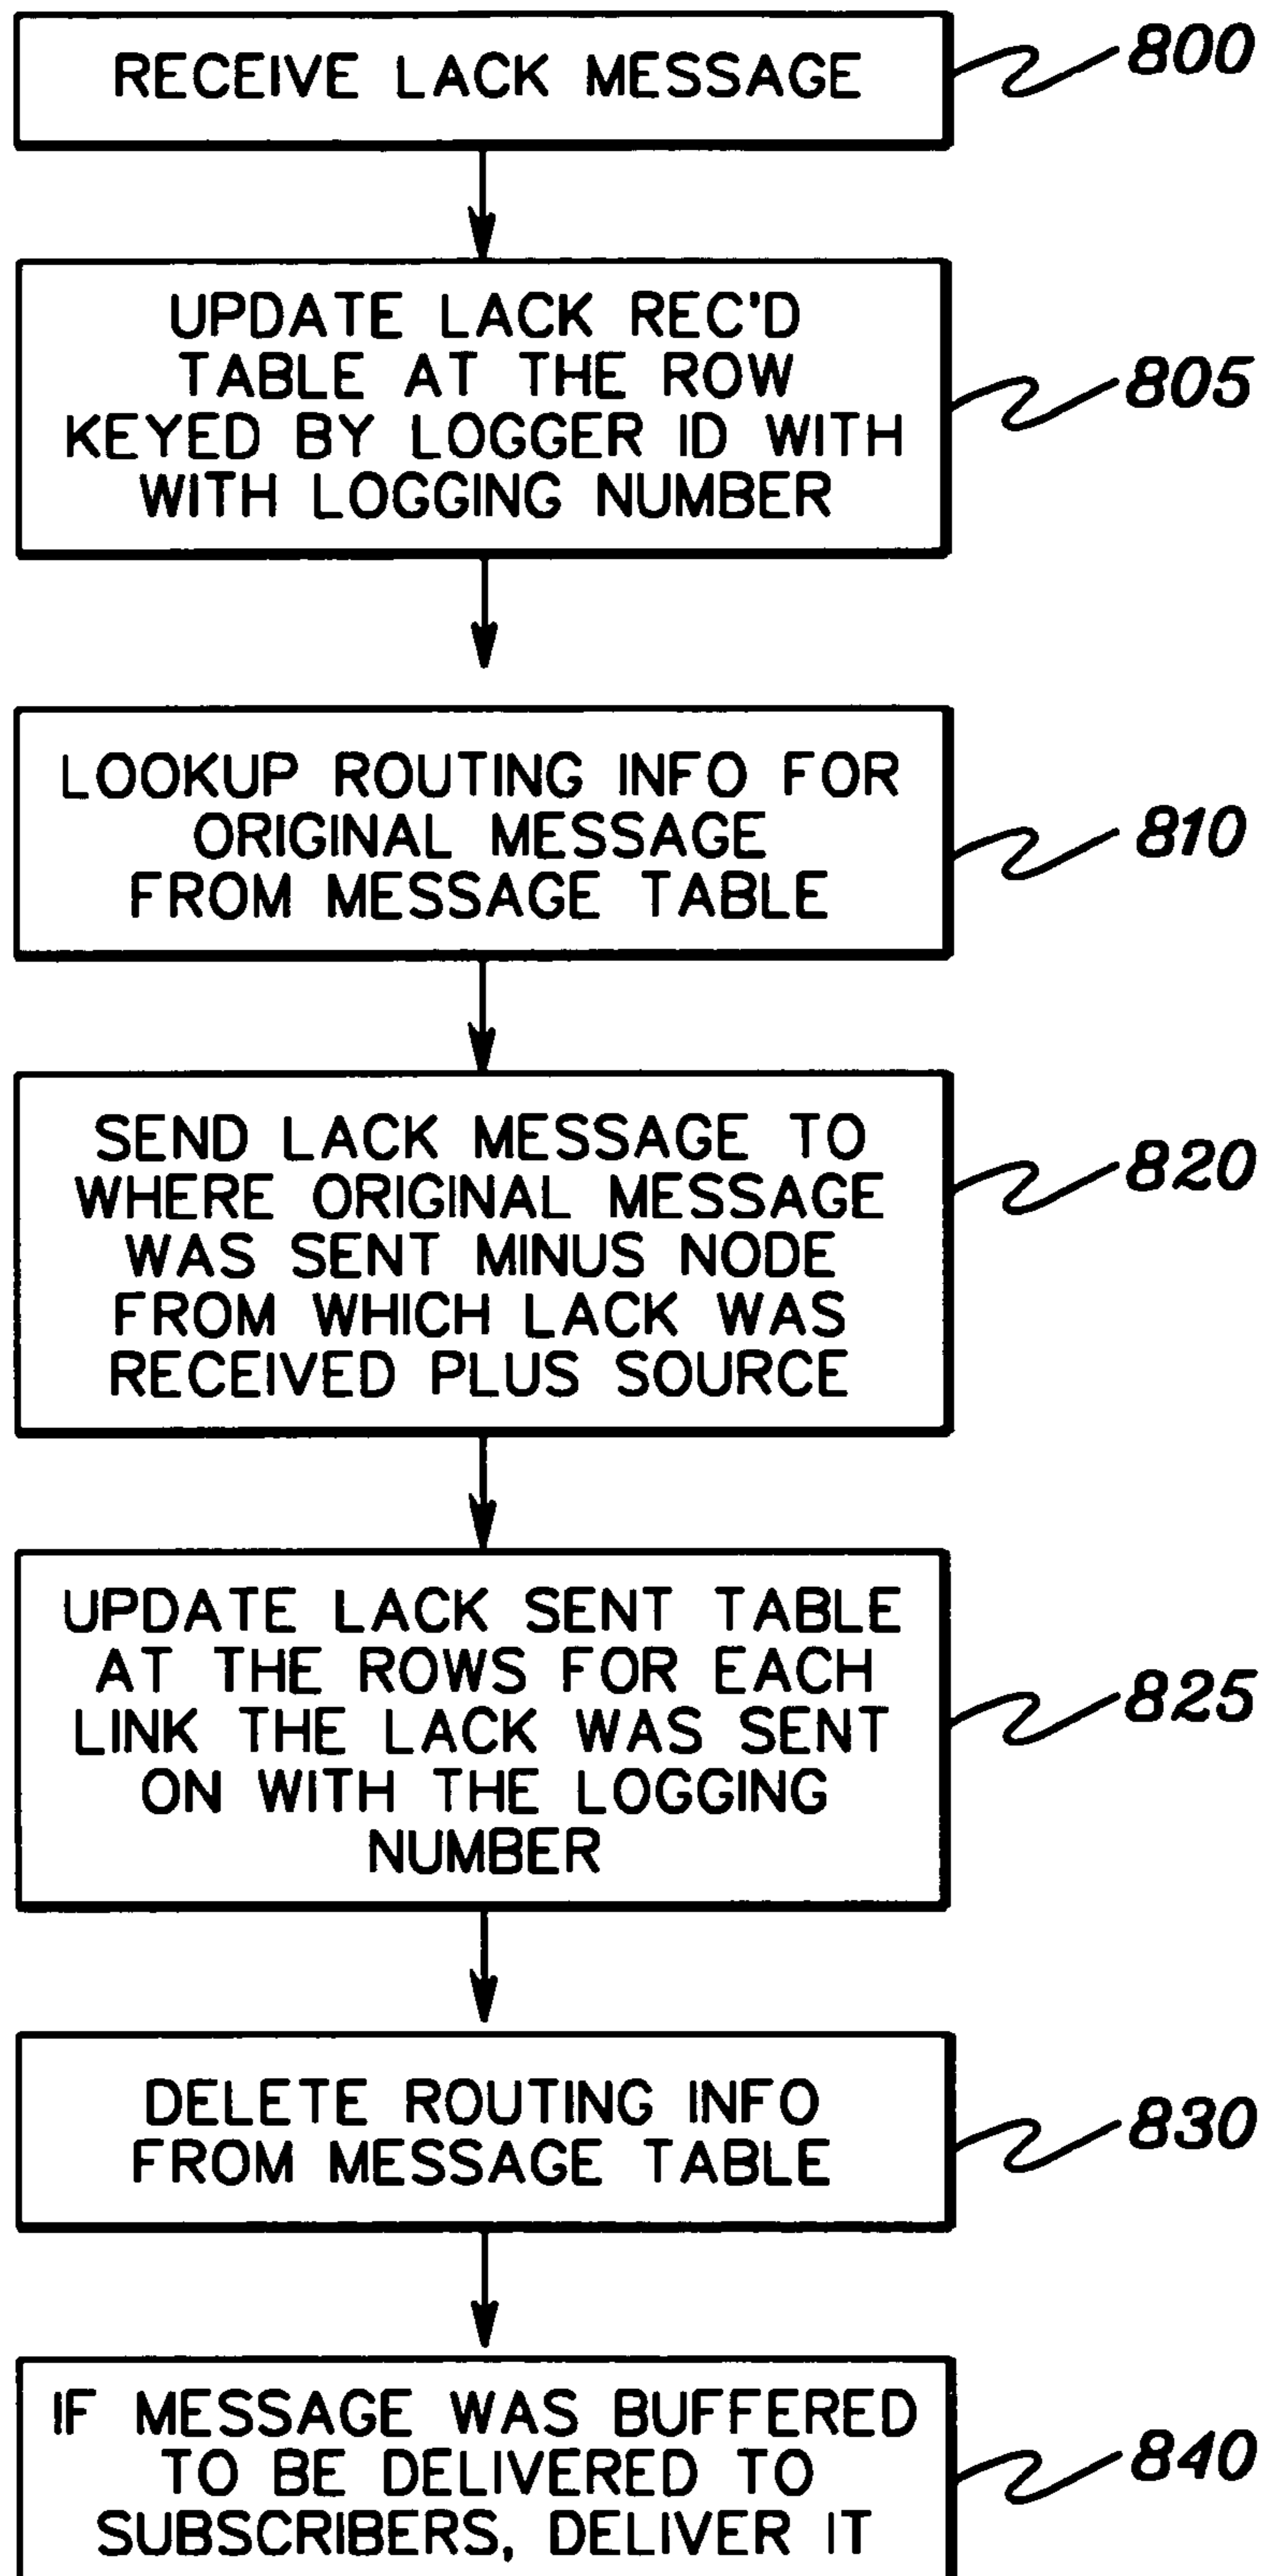 RECEIVE LACK MESSAGE
800
UPDATE LACK REC'D
TABLE AT THE ROW
KEYED BY LOGGER ID WITH
WITH LOGGING NUMBER
805
LOOKUP ROUTING INFO FOR
ORIGINAL MESSAGE
FROM MESSAGE TABLE
810
SEND LACK MESSAGE TO
WHERE ORIGINAL MESSAGE
WAS SENT MINUS NODE
FROM WHICH LACK WAS
RECEIVED PLUS SOURCE
820
UPDATE LACK SENT TABLE
AT THE ROWS FOR EACH
LINK THE LACK WAS SENT
ON WITH THE LOGGING
NUMBER
825
DELETE ROUTING INFO
FROM MESSAGE TABLE
830
IF MESSAGE WAS BUFFERED
TO BE DELIVERED TO
SUBSCRIBERS, DELIVER IT
840